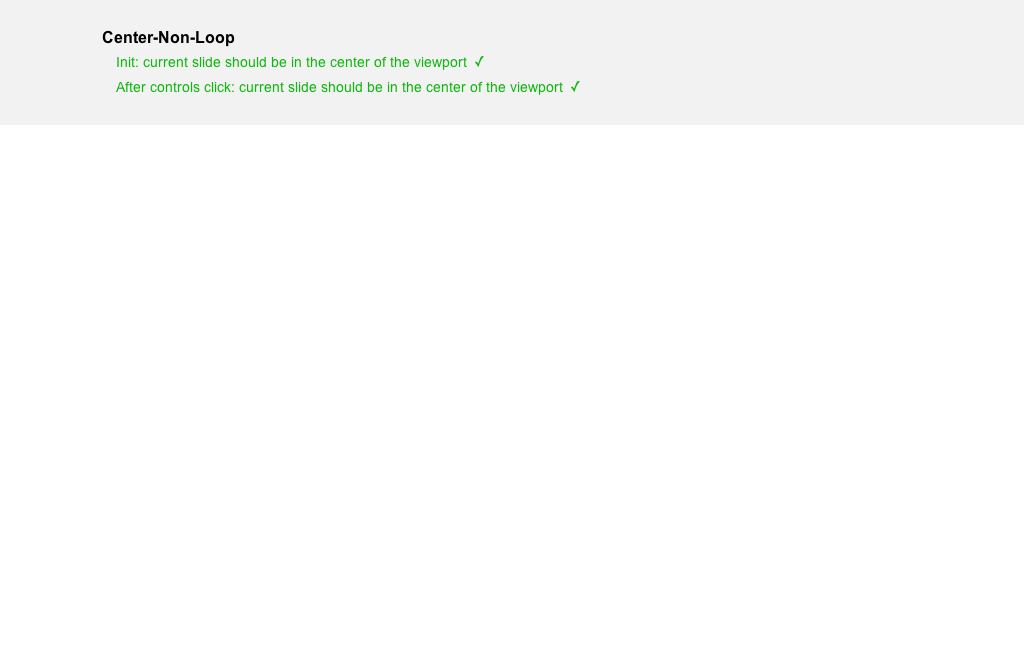 Center-Non-Loop
Init: current slide should be in the center of the viewport ✓
After controls click: current slide should be in the center of the viewport ✓